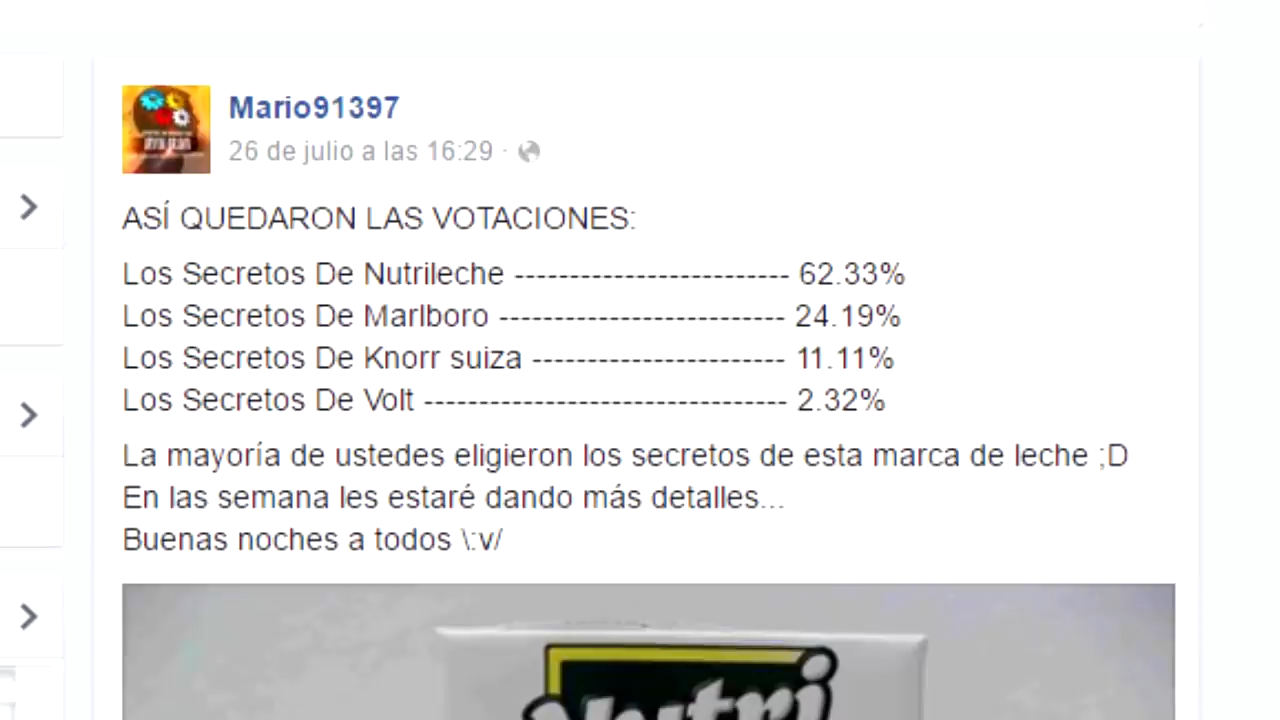 Mario91397
26 de julio a las 16:29 ·
ASÍ QUEDARON LAS VOTACIONES:
Los Secretos De Nutrileche ------------------------- 62.33%
Los Secretos De Marlboro -------------------------- 24.19%
Los Secretos De Knorr suiza ----------------------- 11.11%
Los Secretos De Volt --------------------------------- 2.32%
La mayoría de ustedes eligieron los secretos de esta marca de leche ;D
En las semana les estaré dando más detalles...
Buenas noches a todos \:v/
Nutri